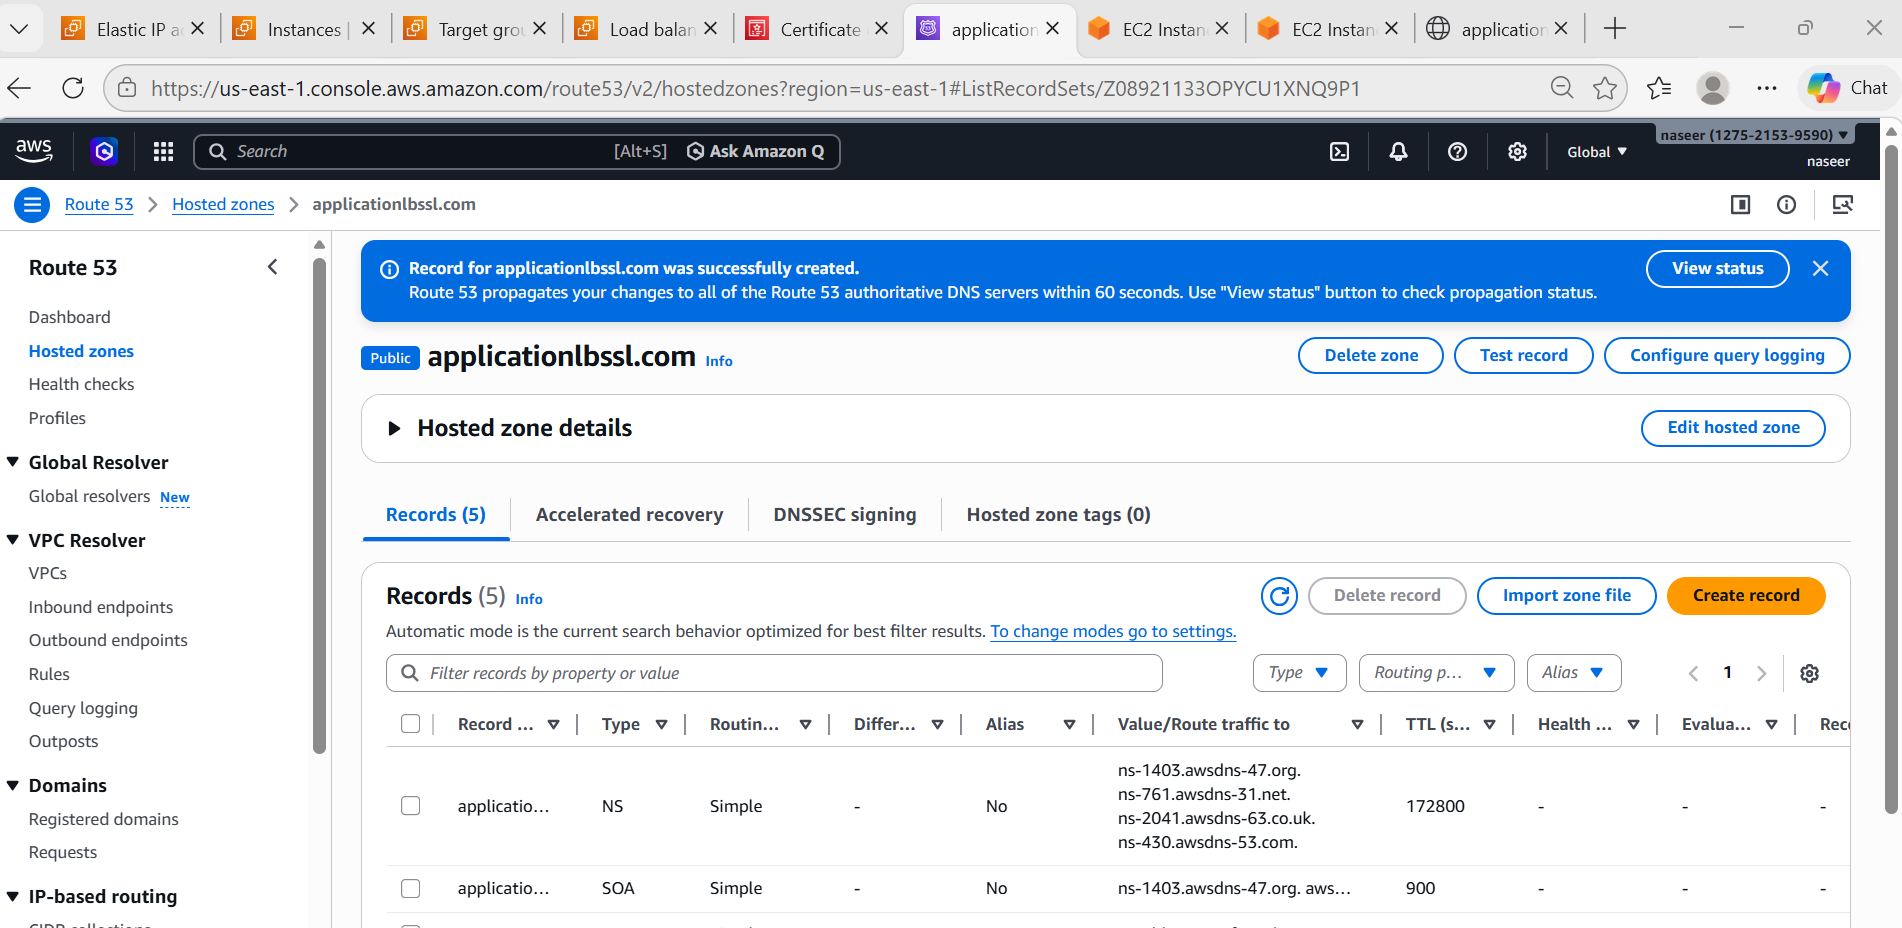 Elastic IP a
Instances
Target gro
Load balan
Certificate
application
EC2 Instan
EC2 Instan
application
https://us-east-1.console.aws.amazon.com/route53/v2/hostedzones?region=us-east-1#ListRecordSets/Z08921133OPYCU1XNQ9P1
Chat
aws
Search
[Alt+S]
Ask Amazon Q
Global
naseer (1275-2153-9590)
naseer
Route 53
Hosted zones
applicationlbssl.com
Route 53
Dashboard
Hosted zones
Health checks
Profiles
Global Resolver
Global resolvers New
VPC Resolver
VPCs
Inbound endpoints
Outbound endpoints
Rules
Query logging
Outposts
Domains
Registered domains
Requests
IP-based routing
Record for applicationlbssl.com was successfully created.
Route 53 propagates your changes to all of the Route 53 authoritative DNS servers within 60 seconds. Use "View status" button to check propagation status.
View status
Public applicationlbssl.com Info
Delete zone
Test record
Configure query logging
Hosted zone details
Edit hosted zone
Records (5)
Accelerated recovery
DNSSEC signing
Hosted zone tags (0)
Records (5) Info
Delete record
Import zone file
Create record
Automatic mode is the current search behavior optimized for best filter results. To change modes go to settings.
Filter records by property or value
Type
Routing p...
Alias
1
Record ... Type Routin... Differ... Alias Value/Route traffic to TTL (s... Health ... Evalua... Rec
ns-1403.awsdns-47.org.
ns-761.awsdns-31.net.
applicatio... NS Simple - No ns-2041.awsdns-63.co.uk. 172800 - - -
ns-430.awsdns-53.com.
applicatio... SOA Simple - No ns-1403.awsdns-47.org. aws... 900 - - -